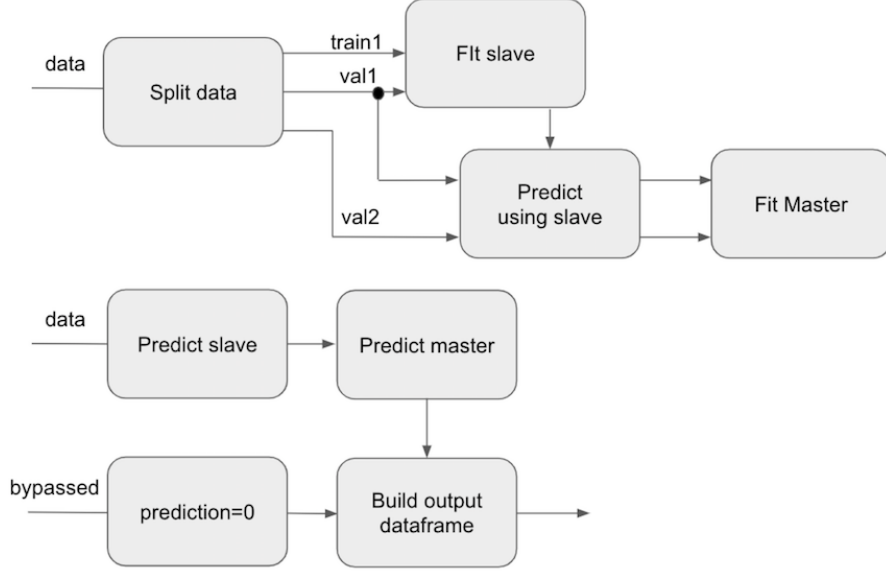 data
Split data
train1
val1
val2
FIt slave
Predict
using slave
Fit Master
data
Predict slave
Predict master
bypassed
prediction=0
Build output
dataframe